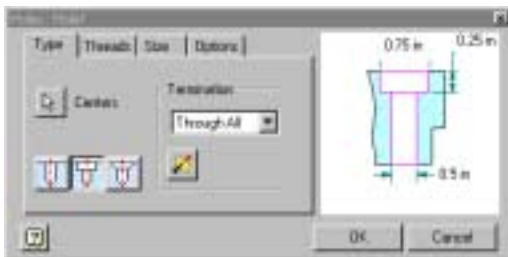 Type Threads Size Options
Centers
Termination
Through All
0.75 in 0.25 in
0.5 in
?
OK Cancel